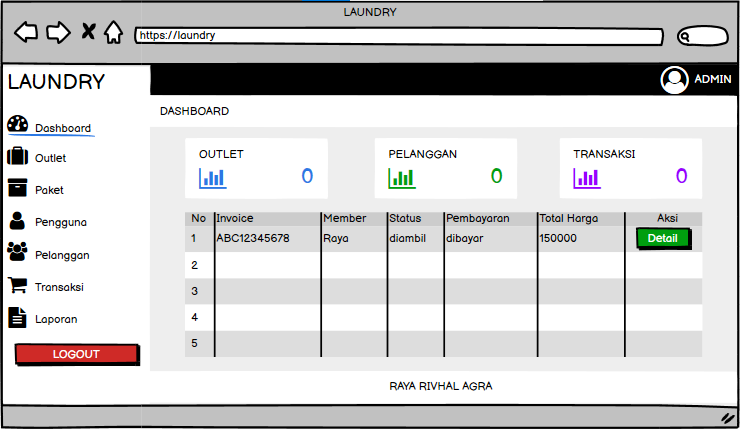 LAUNDRY
https://laundry
LAUNDRY
ADMIN
DASHBOARD
Dashboard
Outlet
Paket
Pengguna
Pelanggan
Transaksi
Laporan
LOGOUT
OUTLET
0
PELANGGAN
0
TRANSAKSI
0
No Invoice Member Status Pembayaran Total Harga Aksi
1 ABC12345678 Raya diambil dibayar 150000 Detail
2
3
4
5
RAYA RIVHAL AGRA